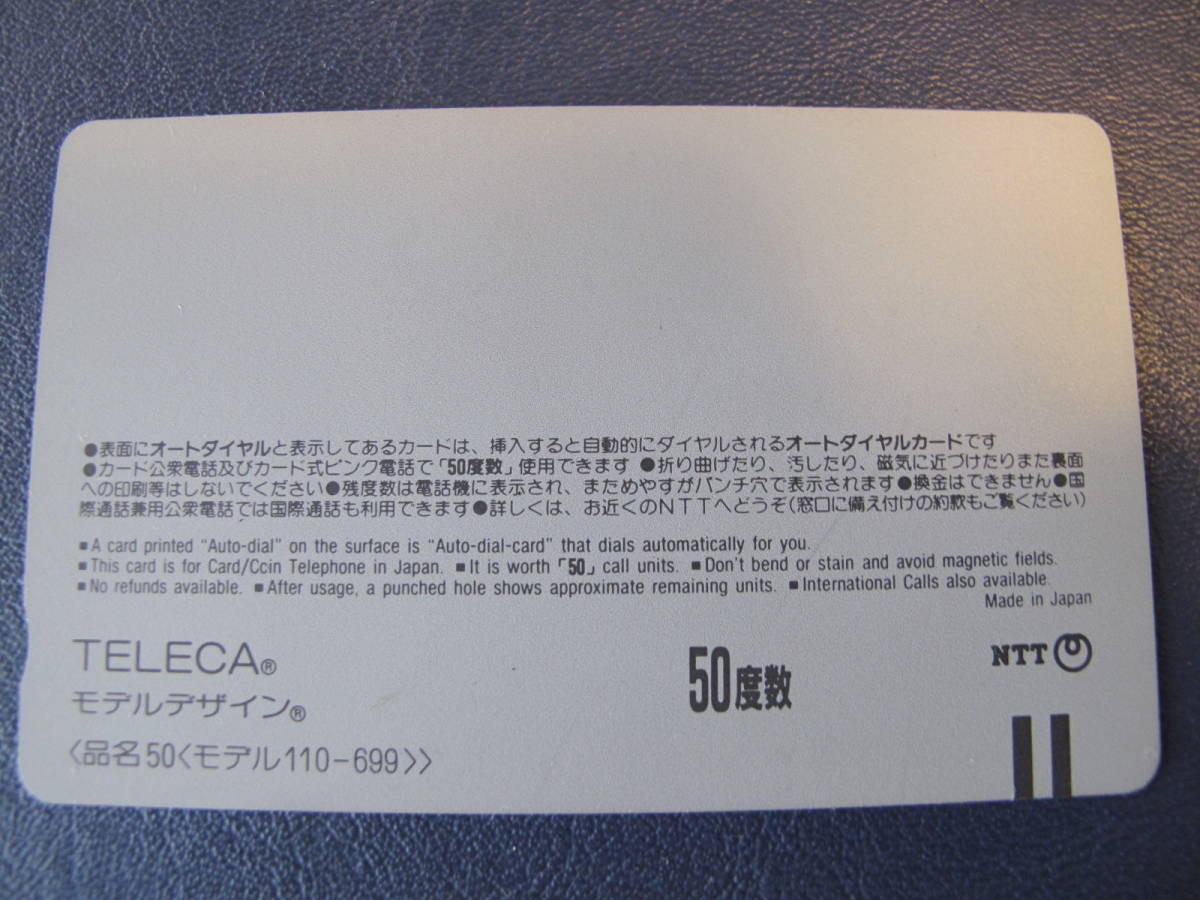 ●表面にオートダイヤルと表示してあるカードは、挿入すると自動的にダイヤルされるオートダイヤルカードです
●カード公衆電話及びカード式ピンク電話で「50度数」使用できます ●折り曲げたり、汚したり、磁気に近づけたりまた裏面
への印刷等はしないでください●残度数は電話機に表示され、まためやすがパンチ穴で表示されます●換金はできません●国
際通話兼用公衆電話では国際通話も利用できます●詳しくは、お近くのNTTへどうぞ(窓口に備え付けの約款もご覧ください)
■A card printed “Auto-dial” on the surface is “Auto-dial-card” that dials automatically for you.
■This card is for Card/Ccin Telephone in Japan. ■It is worth「50」call units. ■Don't bend or stain and avoid magnetic fields.
■No refunds available. ■After usage, a punched hole shows approximate remaining units. ■International Calls also available.
Made in Japan
TELECA®
モデルデザイン®
〈品名50〈モデル110-699〉〉
50度数
NTT